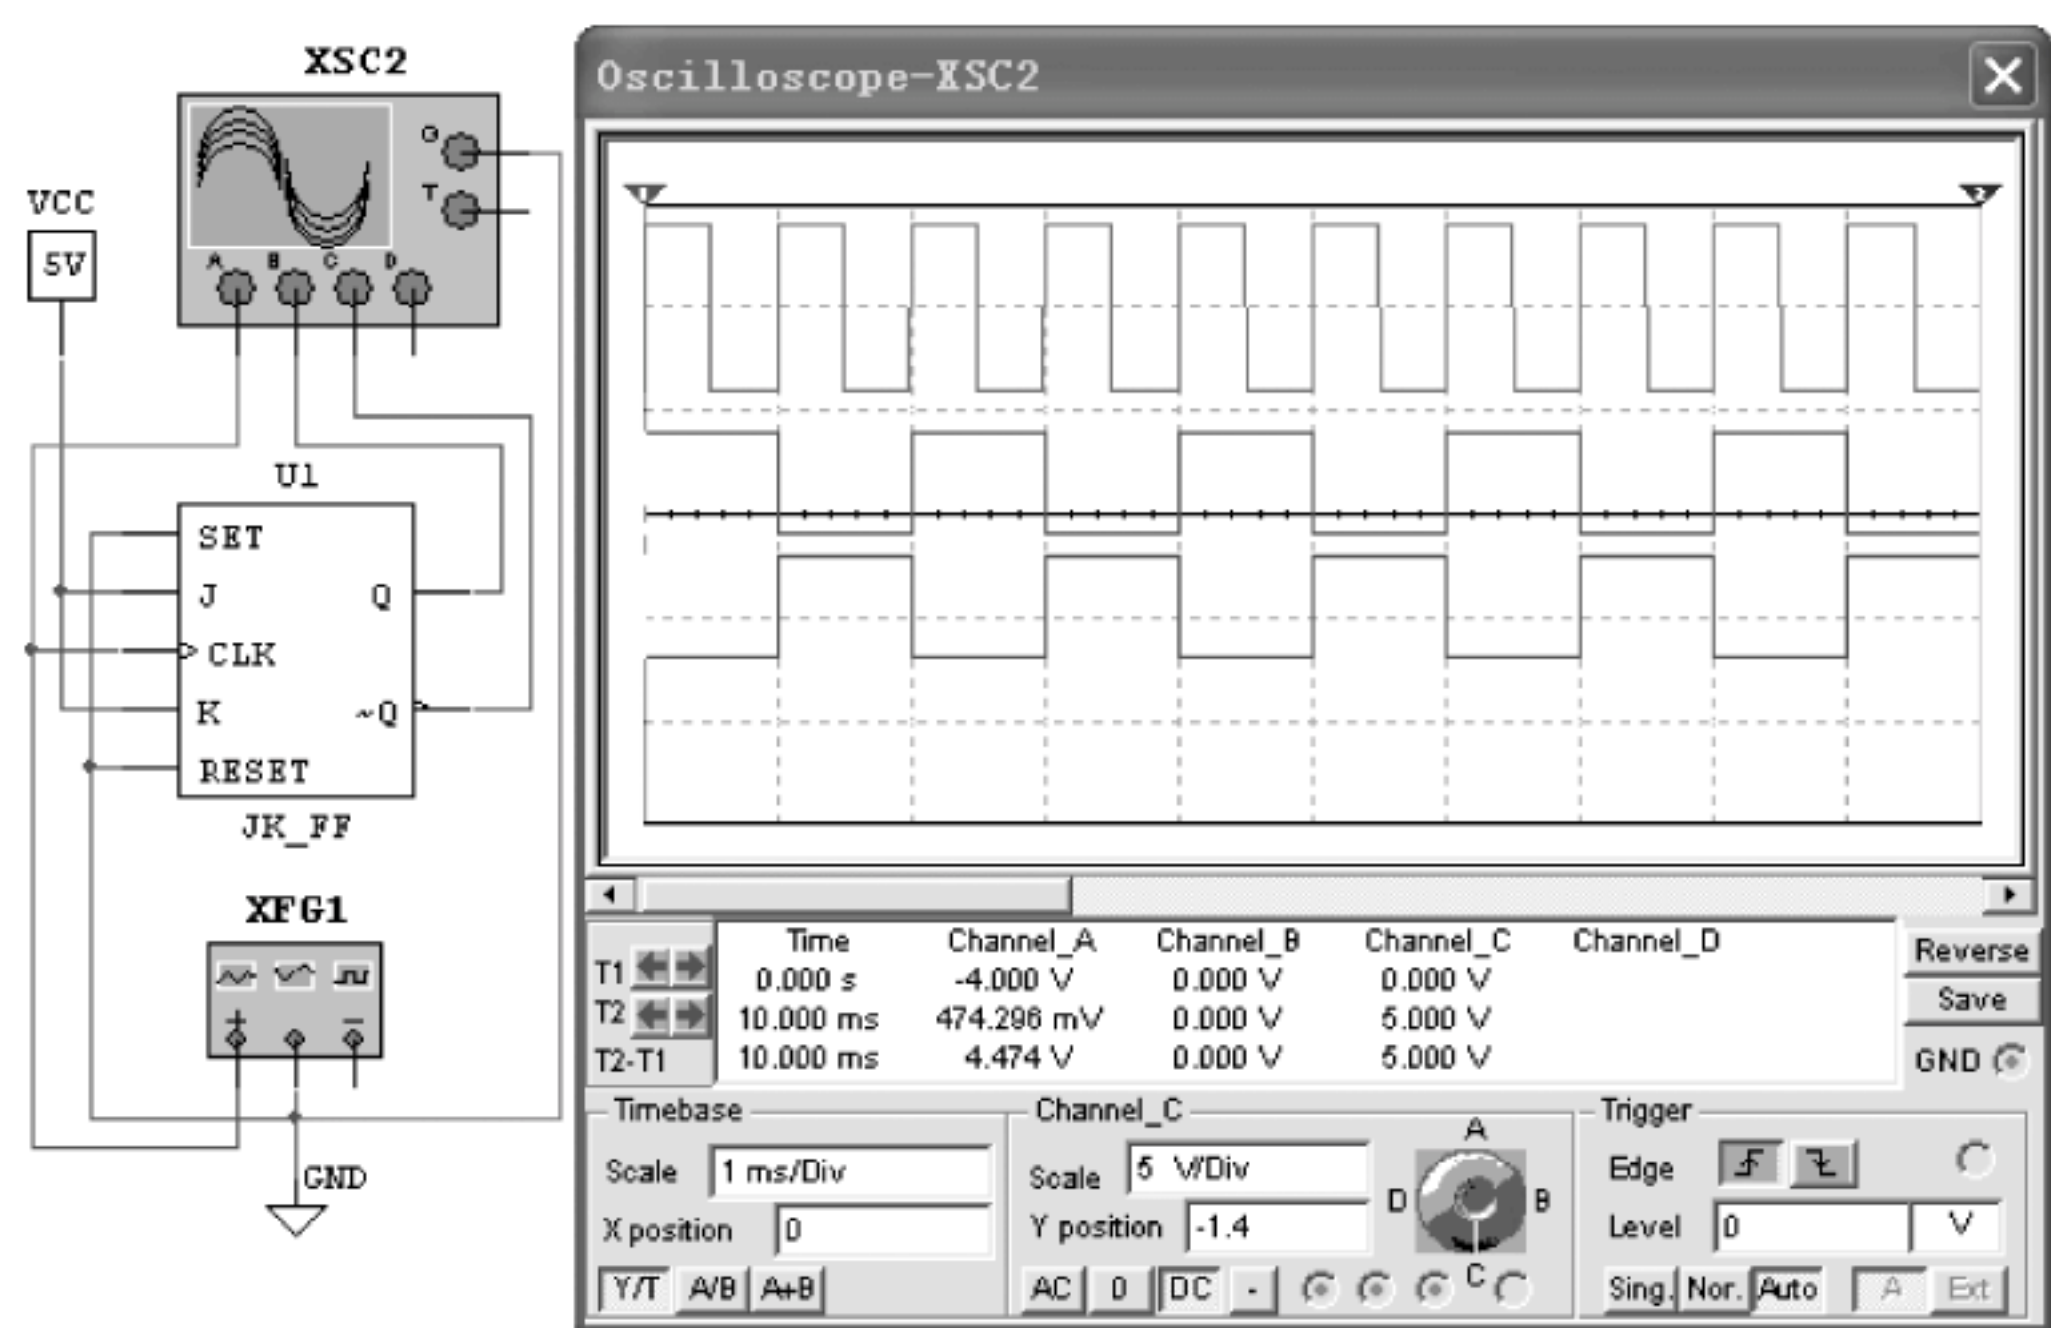 XSC2
G
T
A B C D
VCC
5V
U1
SET
J Q
CLK
K ~Q
RESET
JK_FF
XFG1
+ −
GND
Oscilloscope-XSC2
1 2
Time Channel_A Channel_B Channel_C Channel_D
T1 0.000 s -4.000 V 0.000 V 0.000 V
T2 10.000 ms 474.296 mV 0.000 V 5.000 V
T2-T1 10.000 ms 4.474 V 0.000 V 5.000 V
Reverse
Save
GND
Timebase
Scale 1 ms/Div
X position 0
Y/T A/B A+B
Channel_C
Scale 5 V/Div
Y position -1.4
AC 0 DC -
A
D B
C
Trigger
Edge
Level 0 V
Sing. Nor. Auto A Ext